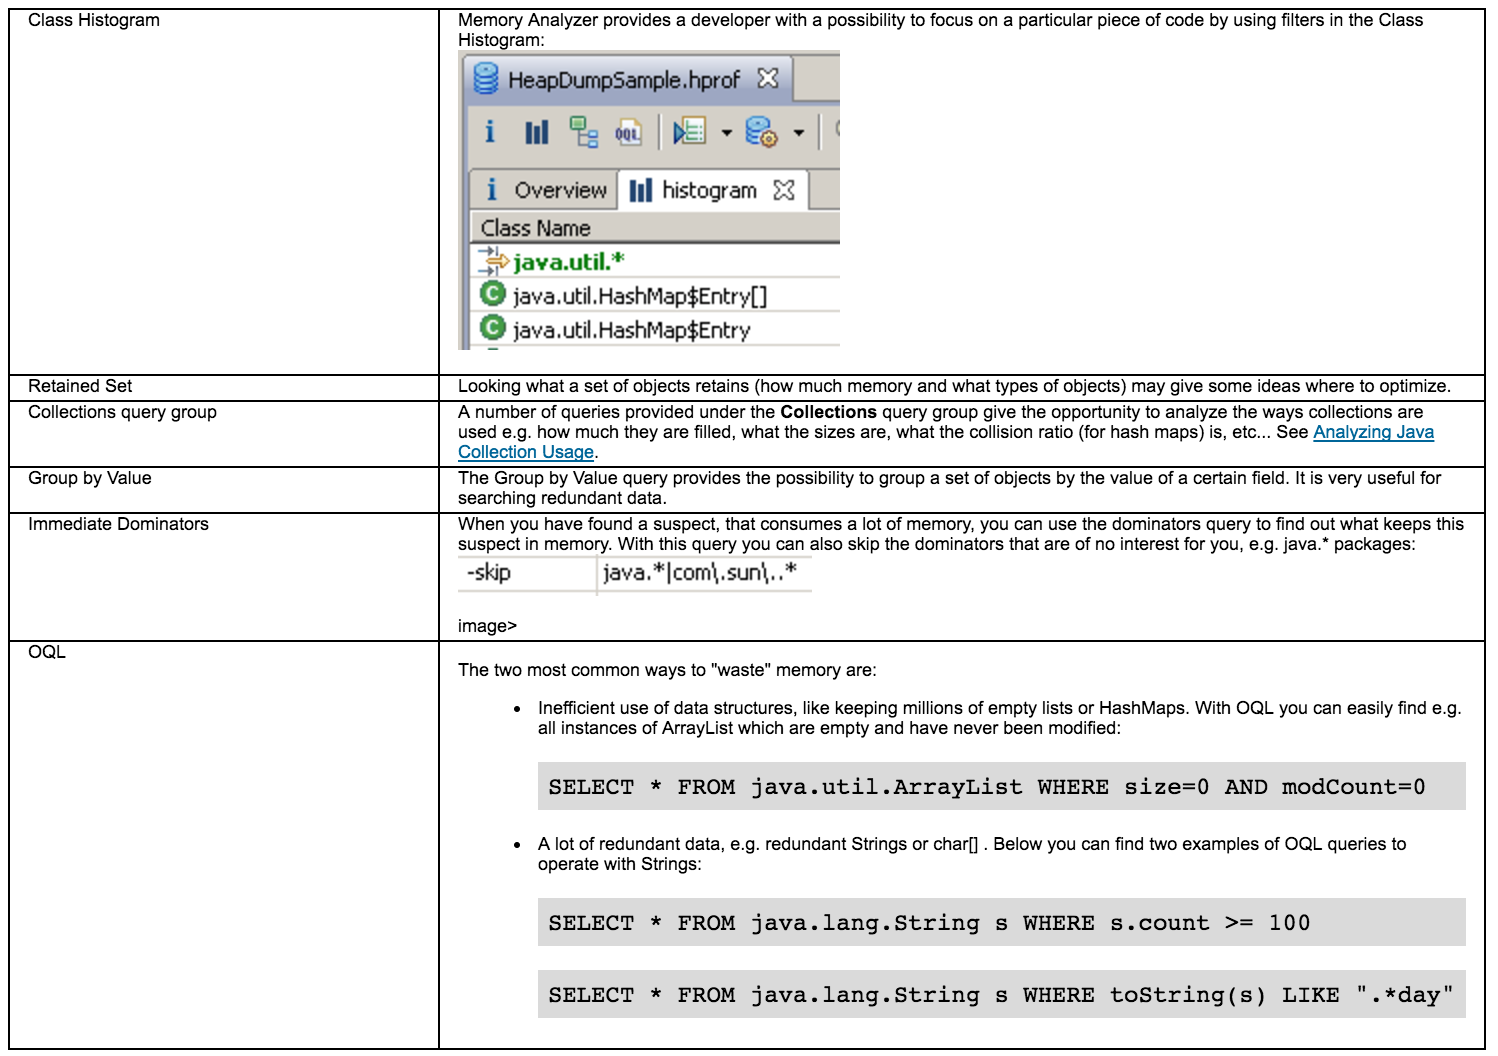 Class Histogram
Memory Analyzer provides a developer with a possibility to focus on a particular piece of code by using filters in the Class
Histogram:
HeapDumpSample.hprof
i
OQL
i Overview histogram
Class Name
java.util.*
C java.util.HashMap$Entry[]
C java.util.HashMap$Entry
Retained Set
Looking what a set of objects retains (how much memory and what types of objects) may give some ideas where to optimize.
Collections query group
A number of queries provided under the Collections query group give the opportunity to analyze the ways collections are
used e.g. how much they are filled, what the sizes are, what the collision ratio (for hash maps) is, etc... See Analyzing Java
Collection Usage.
Group by Value
The Group by Value query provides the possibility to group a set of objects by the value of a certain field. It is very useful for
searching redundant data.
Immediate Dominators
When you have found a suspect, that consumes a lot of memory, you can use the dominators query to find out what keeps this
suspect in memory. With this query you can also skip the dominators that are of no interest for you, e.g. java.* packages:
-skip java.*|com\.sun\..*
image>
OQL
The two most common ways to "waste" memory are:
• Inefficient use of data structures, like keeping millions of empty lists or HashMaps. With OQL you can easily find e.g.
all instances of ArrayList which are empty and have never been modified:
SELECT * FROM java.util.ArrayList WHERE size=0 AND modCount=0
• A lot of redundant data, e.g. redundant Strings or char[] . Below you can find two examples of OQL queries to
operate with Strings:
SELECT * FROM java.lang.String s WHERE s.count >= 100
SELECT * FROM java.lang.String s WHERE toString(s) LIKE ".*day"